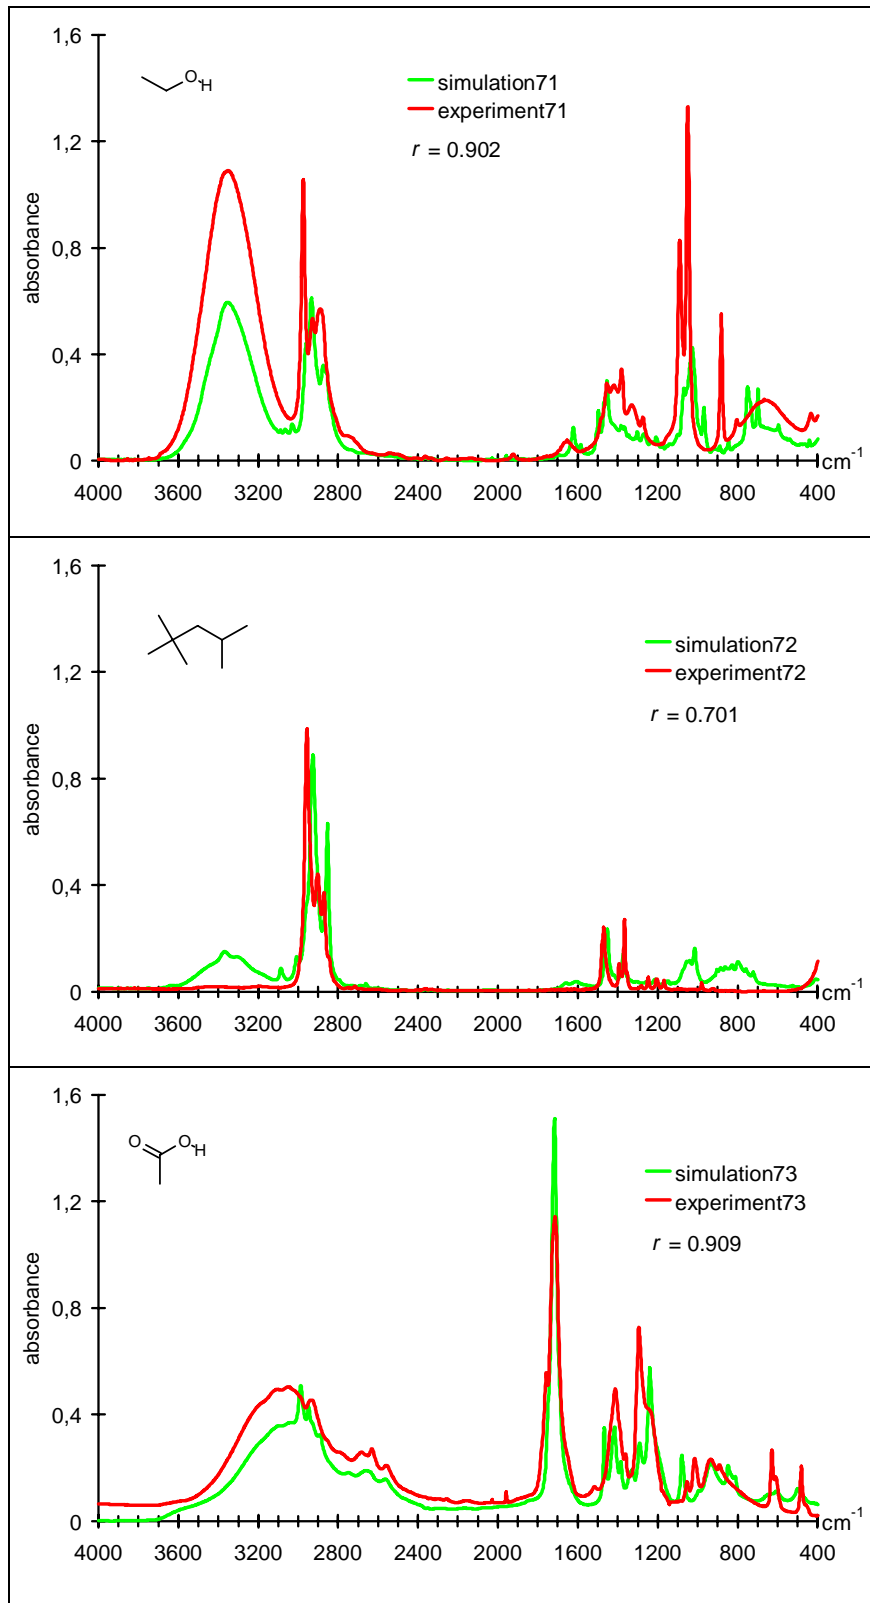 1,6
1,2
0,8
0,4
0
absorbance
O
H
simulation71
experiment71
r = 0.902
4000 3600 3200 2800 2400 2000 1600 1200 800 400
cm-1
1,6
1,2
0,8
0,4
0
absorbance
simulation72
experiment72
r = 0.701
4000 3600 3200 2800 2400 2000 1600 1200 800 400
cm-1
1,6
1,2
0,8
0,4
0
absorbance
O
O
H
simulation73
experiment73
r = 0.909
4000 3600 3200 2800 2400 2000 1600 1200 800 400
cm-1